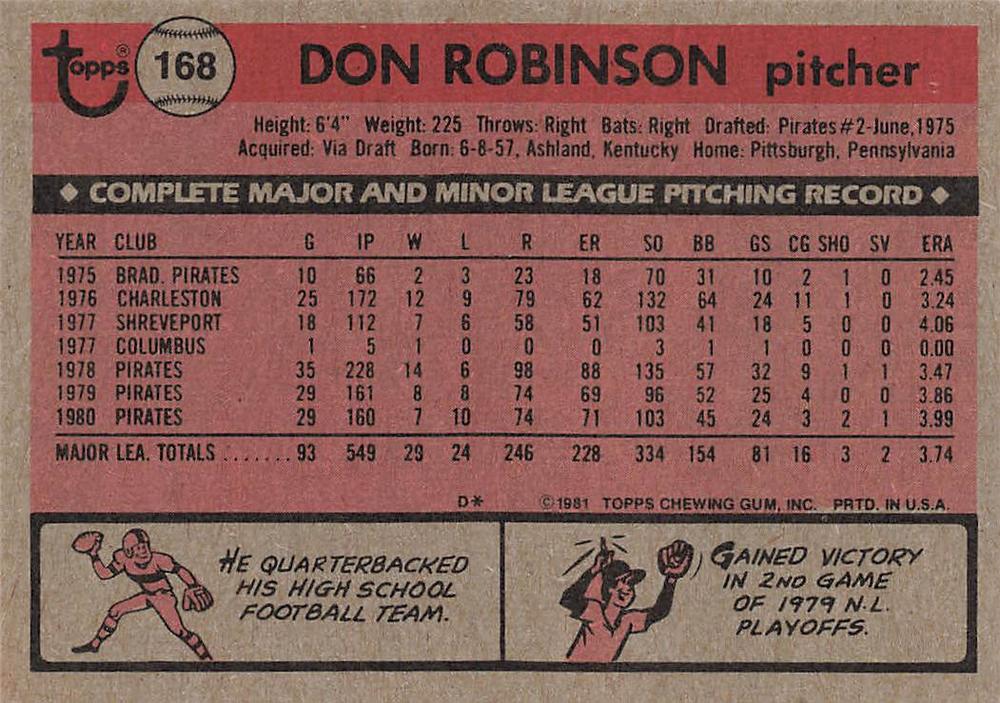 Topps® 168 DON ROBINSON pitcher
Height: 6'4" Weight: 225 Throws: Right Bats: Right Drafted: Pirates #2-June, 1975
Acquired: Via Draft Born: 6-8-57, Ashland, Kentucky Home: Pittsburgh, Pennsylvania
◆ COMPLETE MAJOR AND MINOR LEAGUE PITCHING RECORD ◆
YEAR CLUB G IP W L R ER SO BB GS CG SHO SV ERA
1975 BRAD. PIRATES 10 66 2 3 23 18 70 31 10 2 1 0 2.45
1976 CHARLESTON 25 172 12 9 79 62 132 64 24 11 1 0 3.24
1977 SHREVEPORT 18 112 7 6 58 51 103 41 18 5 0 0 4.06
1977 COLUMBUS 1 5 1 0 0 0 3 1 1 0 0 0 0.00
1978 PIRATES 35 228 14 6 98 88 135 57 32 9 1 1 3.47
1979 PIRATES 29 161 8 8 74 69 96 52 25 4 0 0 3.86
1980 PIRATES 29 160 7 10 74 71 103 45 24 3 2 1 3.99
MAJOR LEA. TOTALS ....... 93 549 29 24 246 228 334 154 81 16 3 2 3.74
D* ©1981 TOPPS CHEWING GUM, INC. PRTD. IN U.S.A.
HE QUARTERBACKED
HIS HIGH SCHOOL
FOOTBALL TEAM.
GAINED VICTORY
IN 2ND GAME
OF 1979 N.L.
PLAYOFFS.